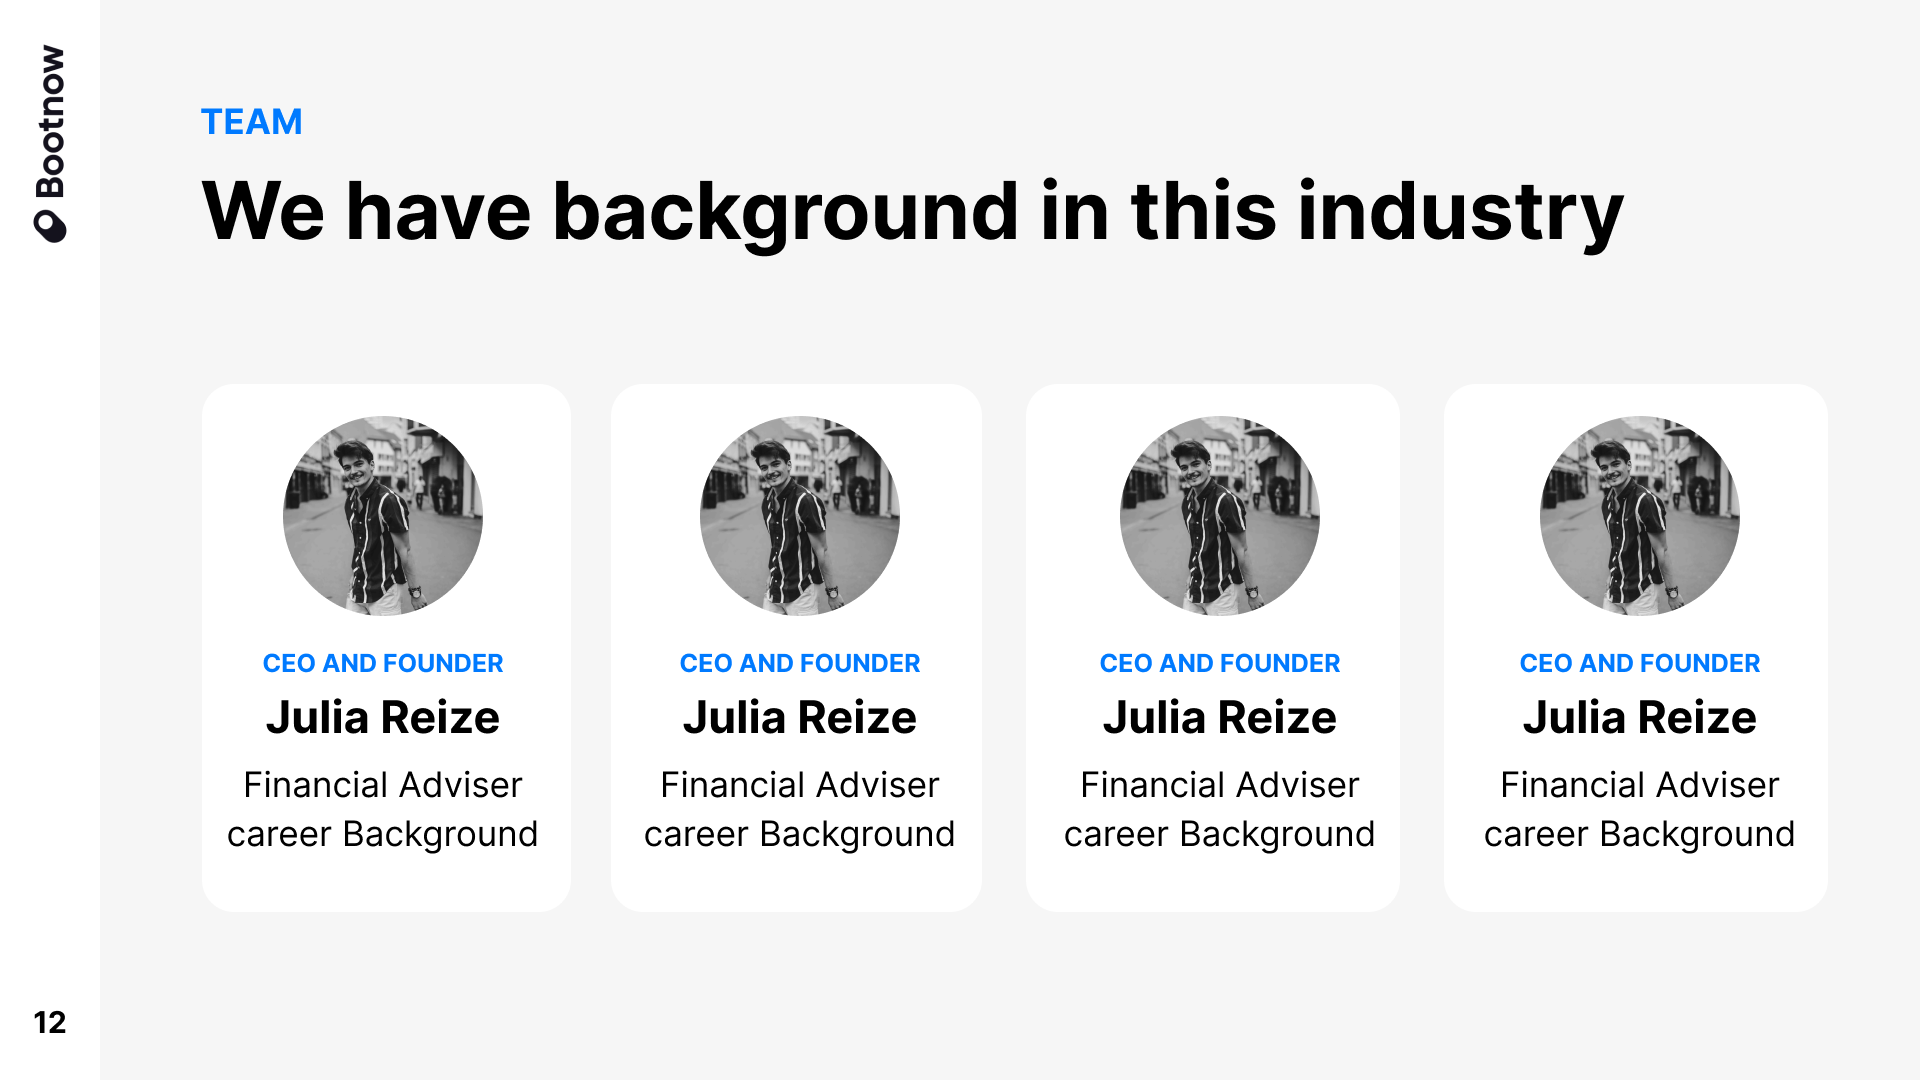 Bootnow
TEAM
We have background in this industry
CEO AND FOUNDER
Julia Reize
Financial Adviser
career Background
CEO AND FOUNDER
Julia Reize
Financial Adviser
career Background
CEO AND FOUNDER
Julia Reize
Financial Adviser
career Background
CEO AND FOUNDER
Julia Reize
Financial Adviser
career Background
12